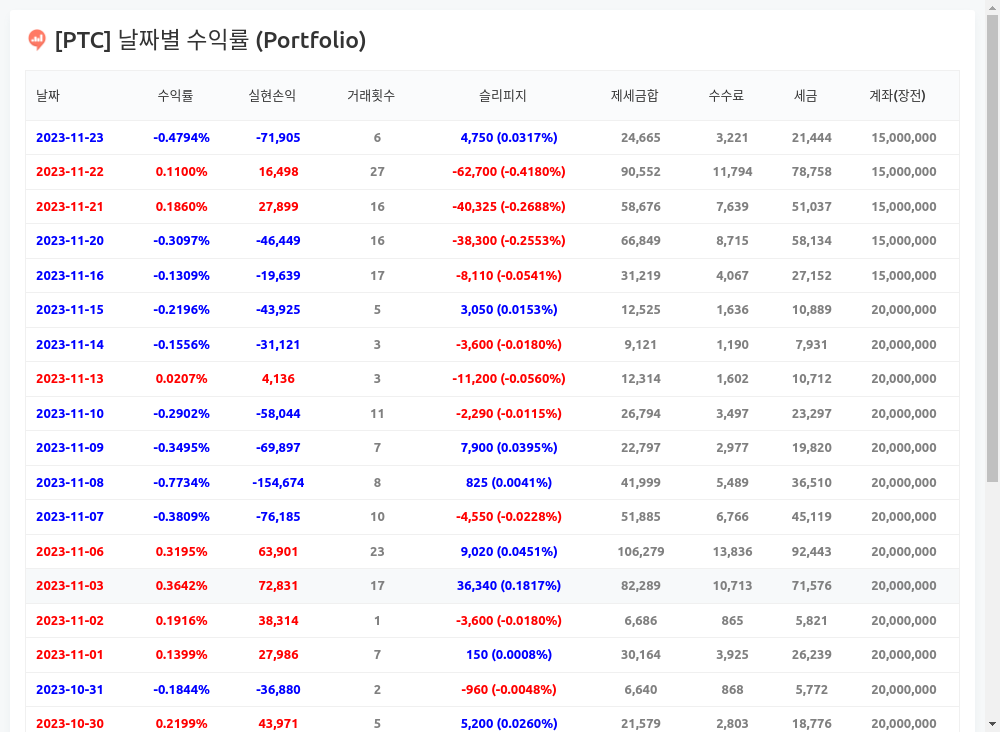 [PTC] 날짜별 수익률 (Portfolio)
날짜 수익률 실현손익 거래횟수 슬리피지 제세금합 수수료 세금 계좌(장전)
2023-11-23 -0.4794% -71,905 6 4,750 (0.0317%) 24,665 3,221 21,444 15,000,000
2023-11-22 0.1100% 16,498 27 -62,700 (-0.4180%) 90,552 11,794 78,758 15,000,000
2023-11-21 0.1860% 27,899 16 -40,325 (-0.2688%) 58,676 7,639 51,037 15,000,000
2023-11-20 -0.3097% -46,449 16 -38,300 (-0.2553%) 66,849 8,715 58,134 15,000,000
2023-11-16 -0.1309% -19,639 17 -8,110 (-0.0541%) 31,219 4,067 27,152 15,000,000
2023-11-15 -0.2196% -43,925 5 3,050 (0.0153%) 12,525 1,636 10,889 20,000,000
2023-11-14 -0.1556% -31,121 3 -3,600 (-0.0180%) 9,121 1,190 7,931 20,000,000
2023-11-13 0.0207% 4,136 3 -11,200 (-0.0560%) 12,314 1,602 10,712 20,000,000
2023-11-10 -0.2902% -58,044 11 -2,290 (-0.0115%) 26,794 3,497 23,297 20,000,000
2023-11-09 -0.3495% -69,897 7 7,900 (0.0395%) 22,797 2,977 19,820 20,000,000
2023-11-08 -0.7734% -154,674 8 825 (0.0041%) 41,999 5,489 36,510 20,000,000
2023-11-07 -0.3809% -76,185 10 -4,550 (-0.0228%) 51,885 6,766 45,119 20,000,000
2023-11-06 0.3195% 63,901 23 9,020 (0.0451%) 106,279 13,836 92,443 20,000,000
2023-11-03 0.3642% 72,831 17 36,340 (0.1817%) 82,289 10,713 71,576 20,000,000
2023-11-02 0.1916% 38,314 1 -3,600 (-0.0180%) 6,686 865 5,821 20,000,000
2023-11-01 0.1399% 27,986 7 150 (0.0008%) 30,164 3,925 26,239 20,000,000
2023-10-31 -0.1844% -36,880 2 -960 (-0.0048%) 6,640 868 5,772 20,000,000
2023-10-30 0.2199% 43,971 5 5,200 (0.0260%) 21,579 2,803 18,776 20,000,000